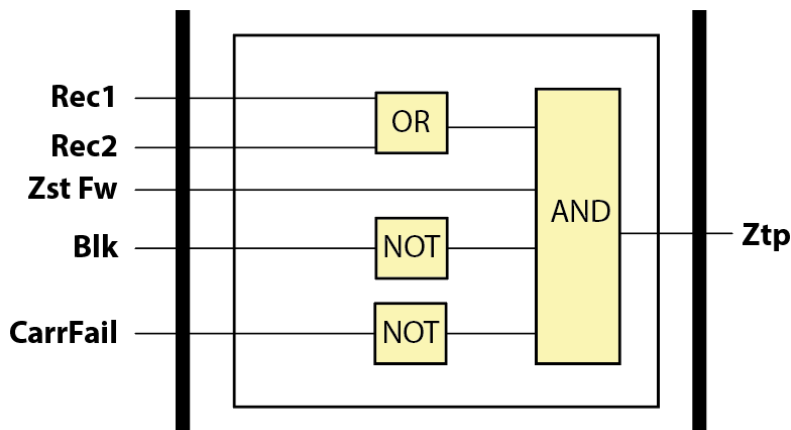 Rec1
OR
Rec2
Zst Fw
AND
Ztp
Blk
NOT
CarrFail
NOT